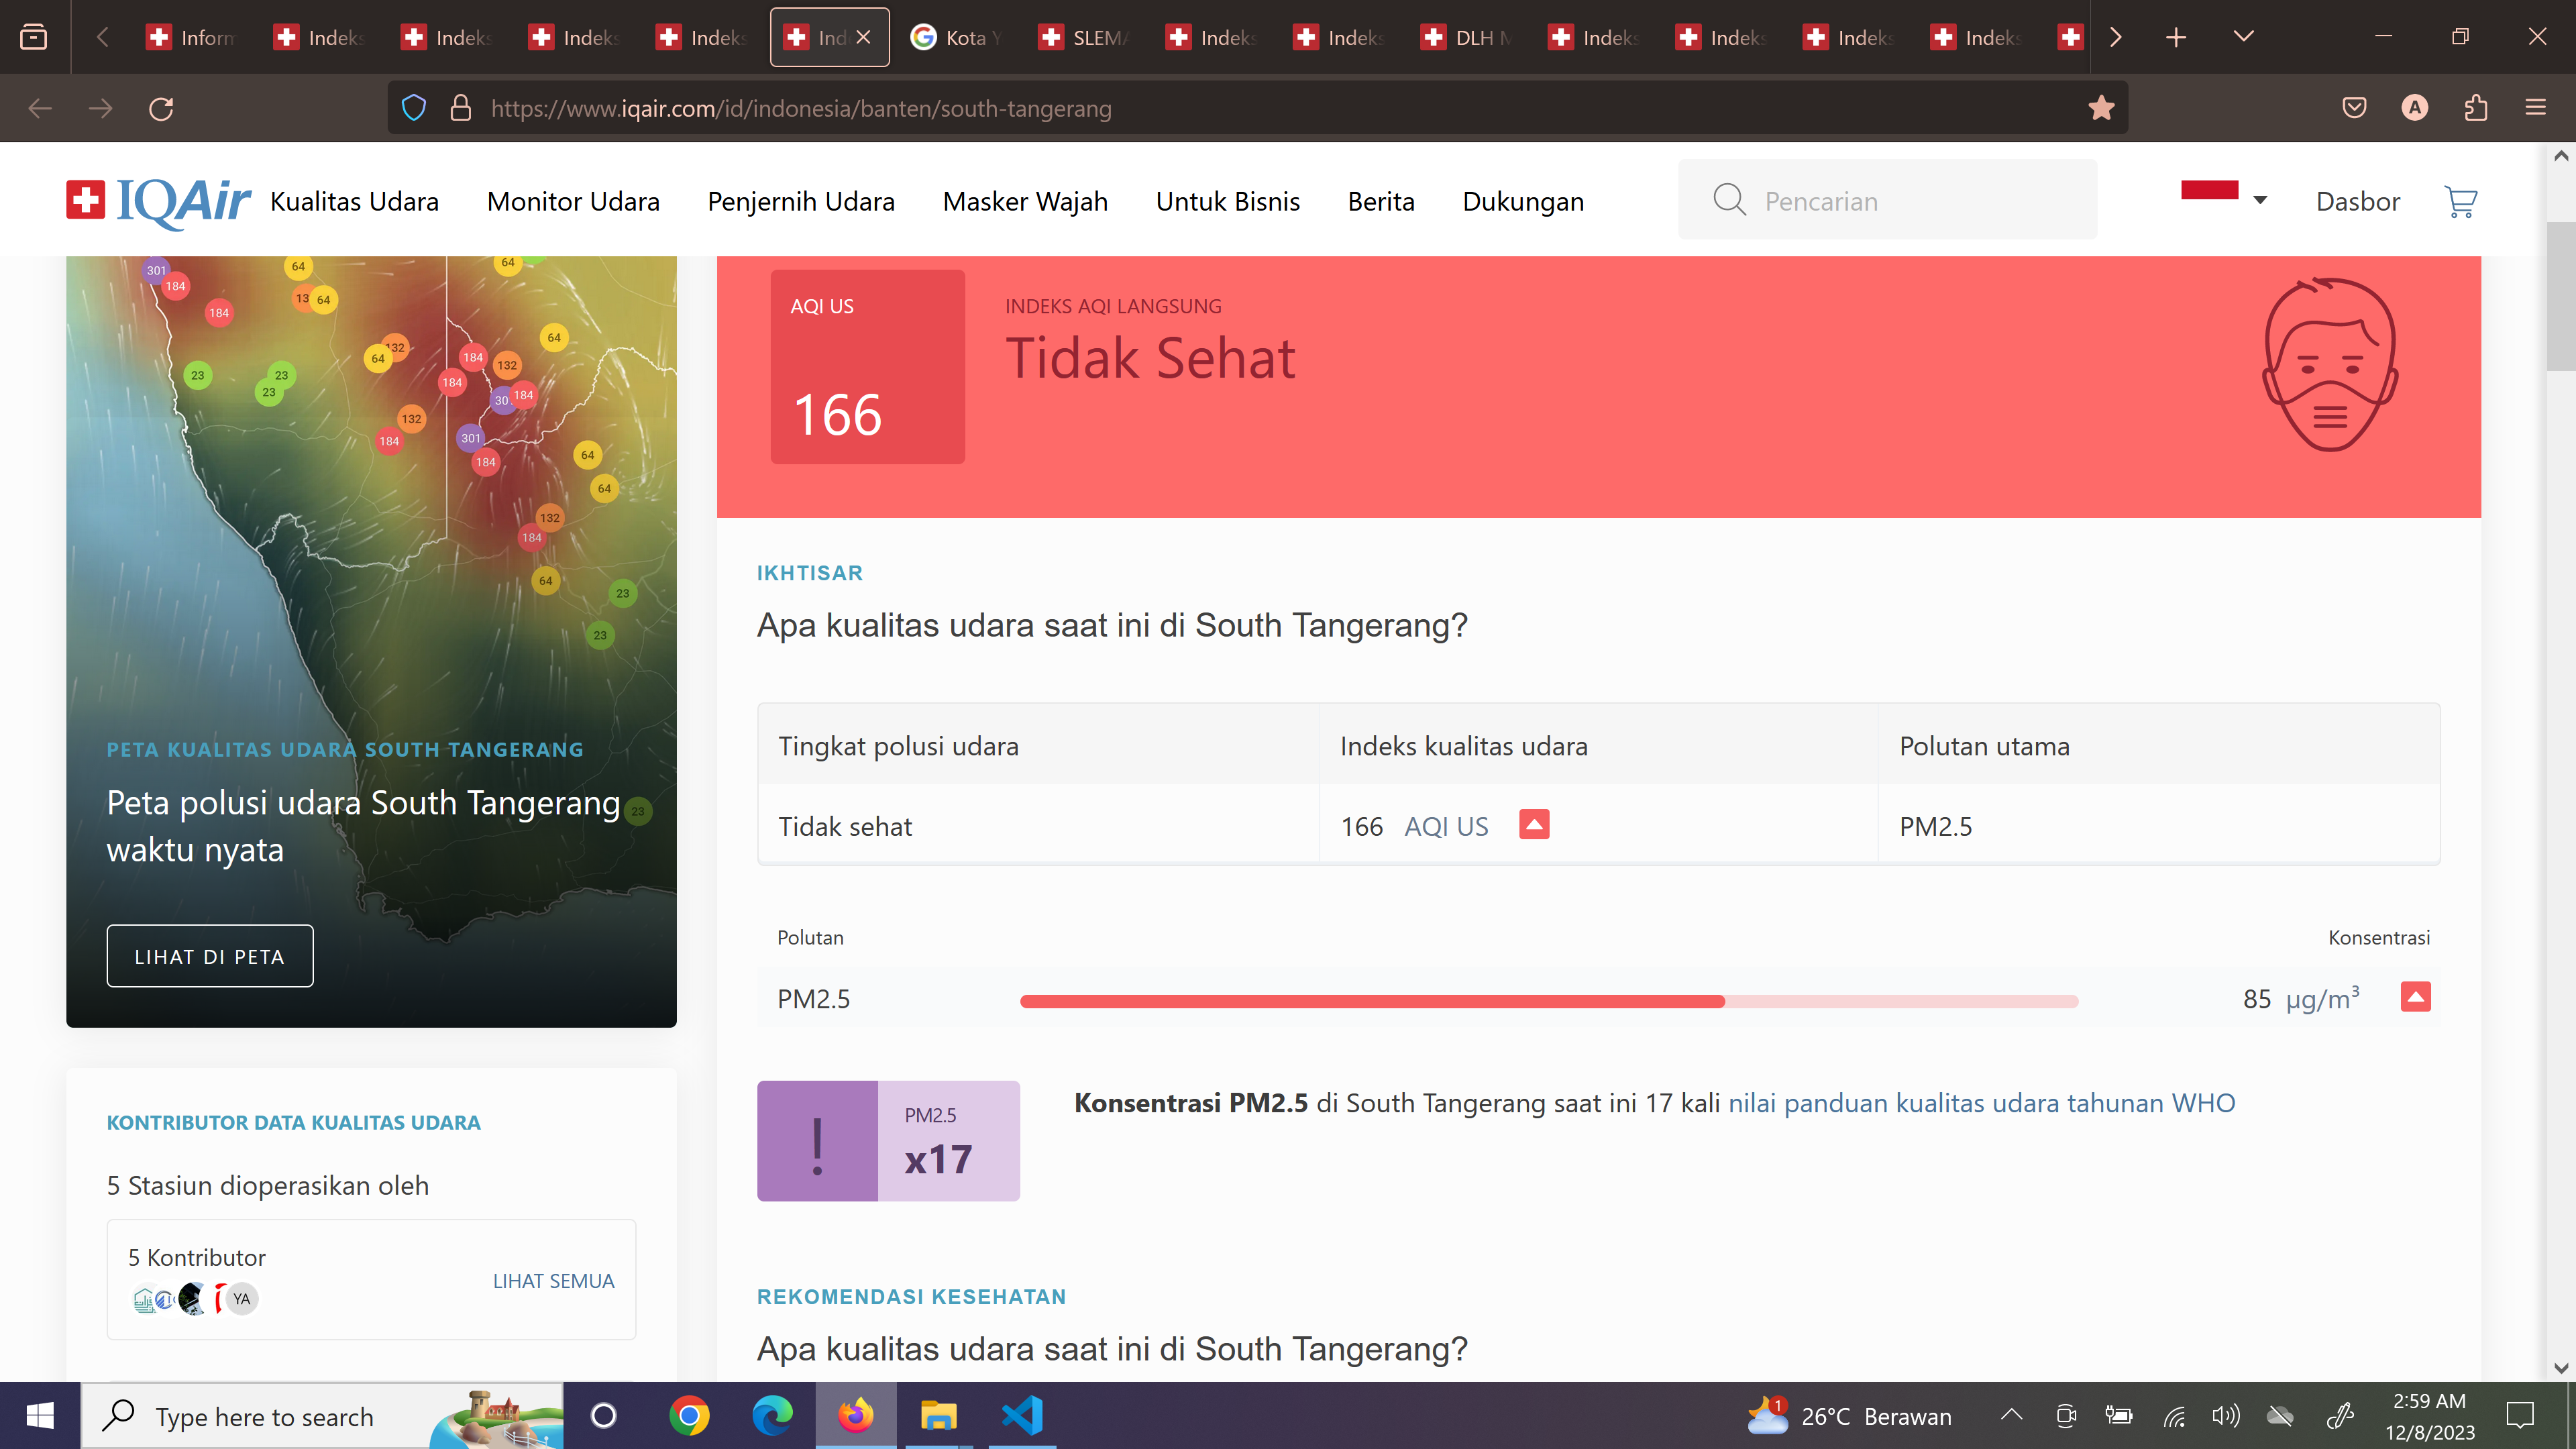 Inform
Indeks
Indeks
Indeks
Indeks
Ind
Kota Y
SLEMA
Indeks
Indeks
DLH M
Indeks
Indeks
Indeks
Indeks
https://www.iqair.com/id/indonesia/banten/south-tangerang
IQAir
Kualitas Udara
Monitor Udara
Penjernih Udara
Masker Wajah
Untuk Bisnis
Berita
Dukungan
Pencarian
Dasbor
301
184
64
64
184
13
64
64
132
64
184
132
184
23
23
23
184
30
132
184
301
184
64
64
132
184
64
23
23
23
PETA KUALITAS UDARA SOUTH TANGERANG
Peta polusi udara South Tangerang
waktu nyata
LIHAT DI PETA
KONTRIBUTOR DATA KUALITAS UDARA
5 Stasiun dioperasikan oleh
5 Kontributor
YA
LIHAT SEMUA
AQI US
166
INDEKS AQI LANGSUNG
Tidak Sehat
IKHTISAR
Apa kualitas udara saat ini di South Tangerang?
Tingkat polusi udara
Indeks kualitas udara
Polutan utama
Tidak sehat
166 AQI US
PM2.5
Polutan
Konsentrasi
PM2.5
85 µg/m³
!
PM2.5
x17
Konsentrasi PM2.5 di South Tangerang saat ini 17 kali nilai panduan kualitas udara tahunan WHO
REKOMENDASI KESEHATAN
Apa kualitas udara saat ini di South Tangerang?
Type here to search
1
26°C Berawan
2:59 AM
12/8/2023